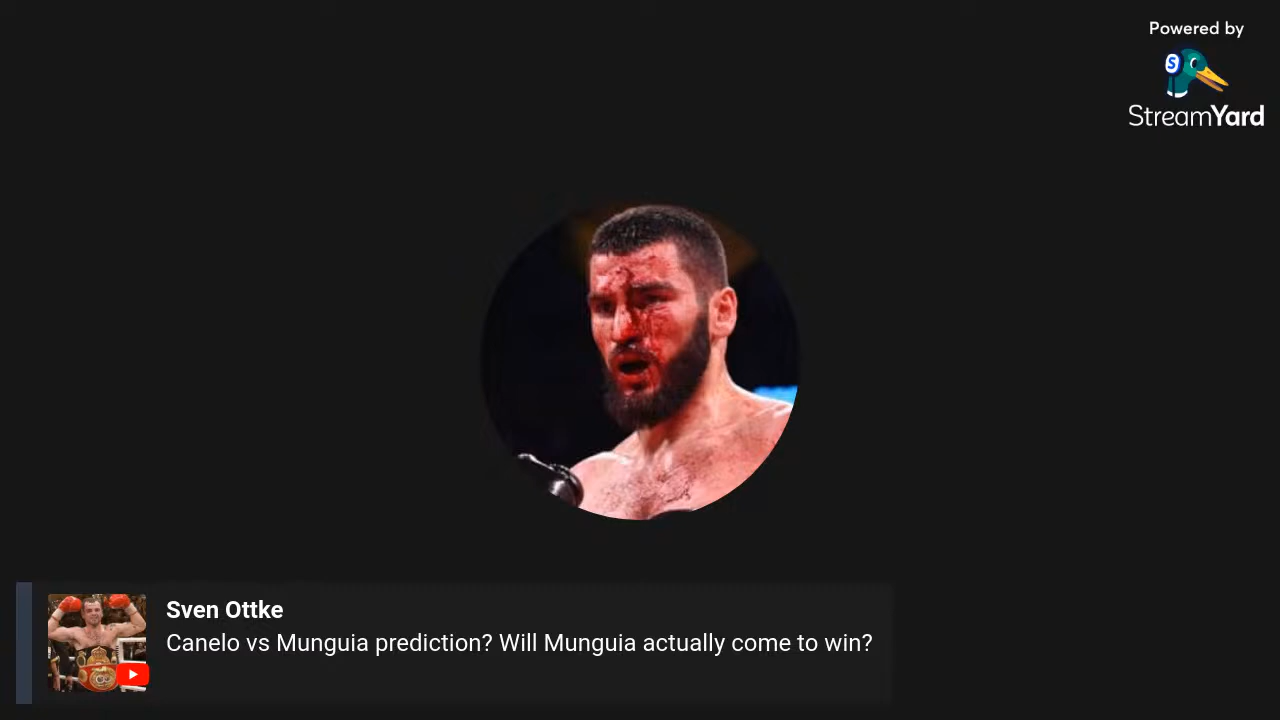 Powered by
S
StreamYard
Sven Ottke
Canelo vs Munguia prediction? Will Munguia actually come to win?